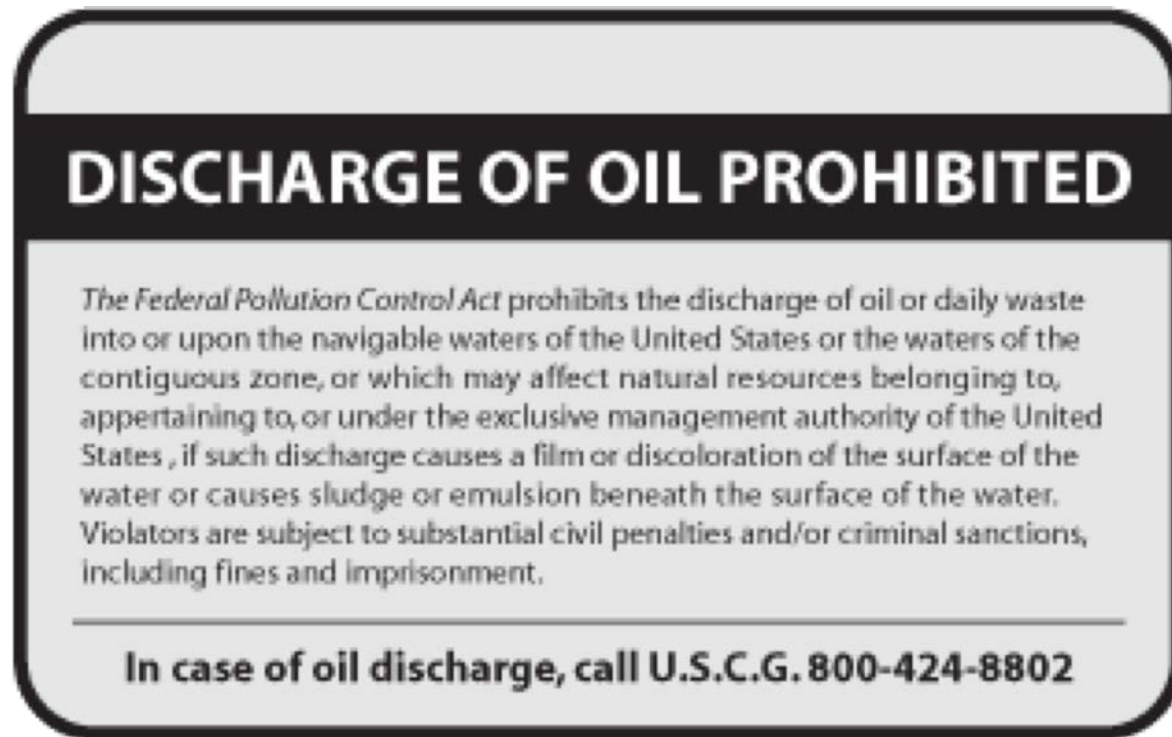 DISCHARGE OF OIL PROHIBITED
The Federal Pollution Control Act prohibits the discharge of oil or daily waste
into or upon the navigable waters of the United States or the waters of the
contiguous zone, or which may affect natural resources belonging to,
appertaining to, or under the exclusive management authority of the United
States , if such discharge causes a film or discoloration of the surface of the
water or causes sludge or emulsion beneath the surface of the water.
Violators are subject to substantial civil penalties and/or criminal sanctions,
including fines and imprisonment.
In case of oil discharge, call U.S.C.G. 800-424-8802